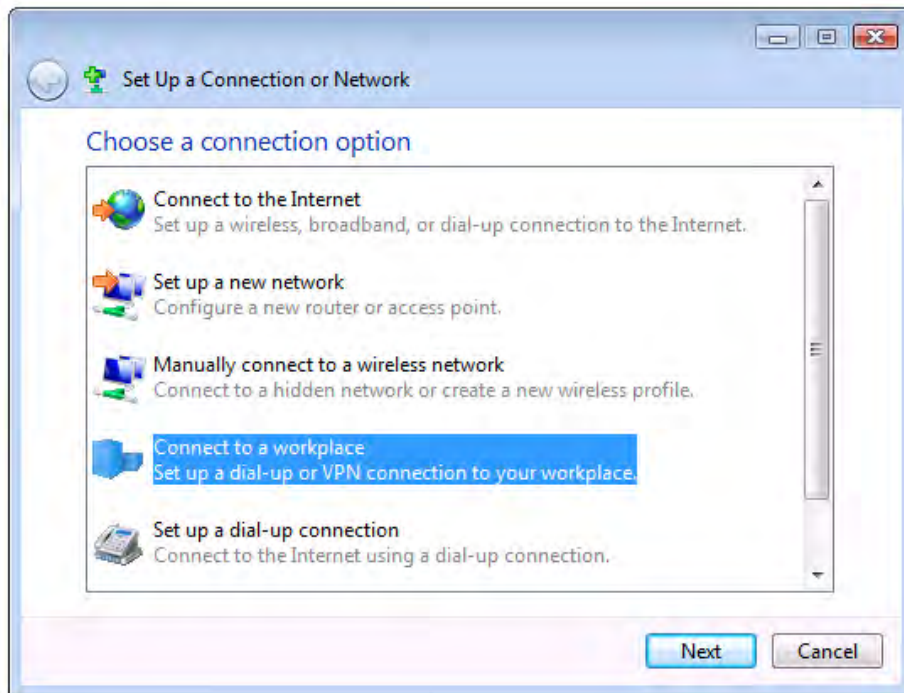 Set Up a Connection or Network
Choose a connection option
Connect to the Internet
Set up a wireless, broadband, or dial-up connection to the Internet.
Set up a new network
Configure a new router or access point.
Manually connect to a wireless network
Connect to a hidden network or create a new wireless profile.
Connect to a workplace
Set up a dial-up or VPN connection to your workplace.
Set up a dial-up connection
Connect to the Internet using a dial-up connection.
Next Cancel